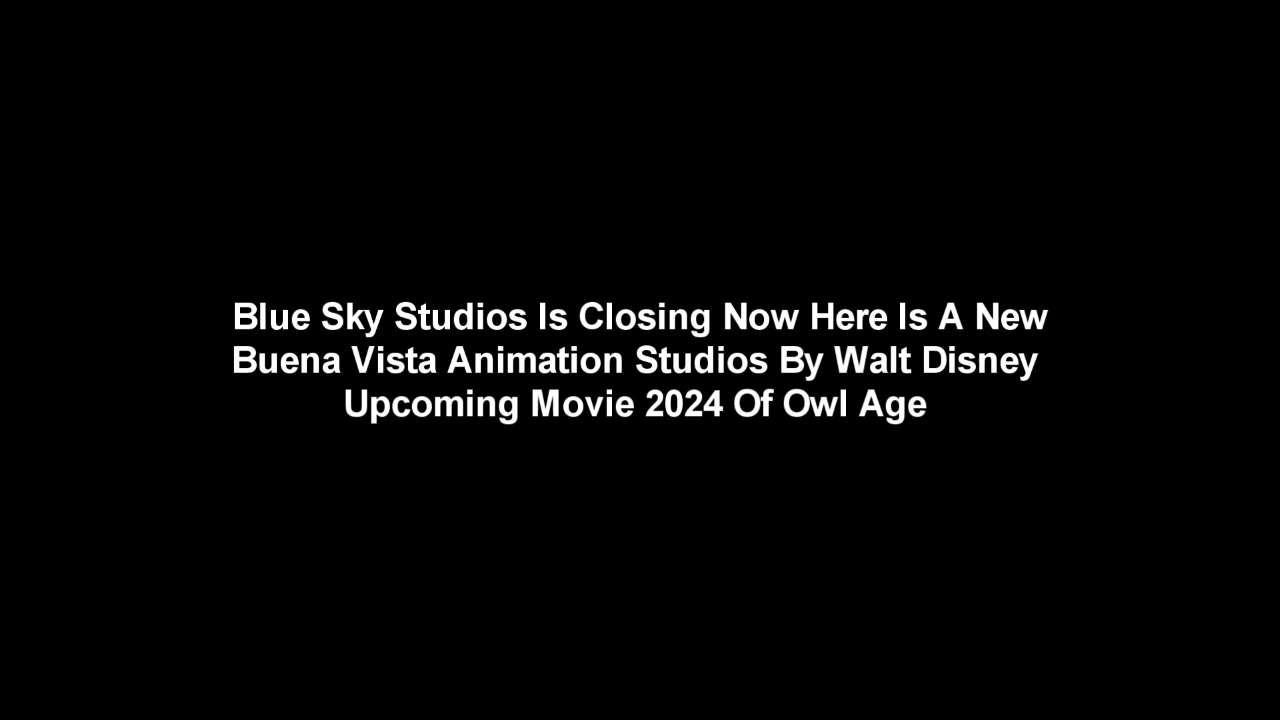 Blue Sky Studios Is Closing Now Here Is A New
Buena Vista Animation Studios By Walt Disney
Upcoming Movie 2024 Of Owl Age